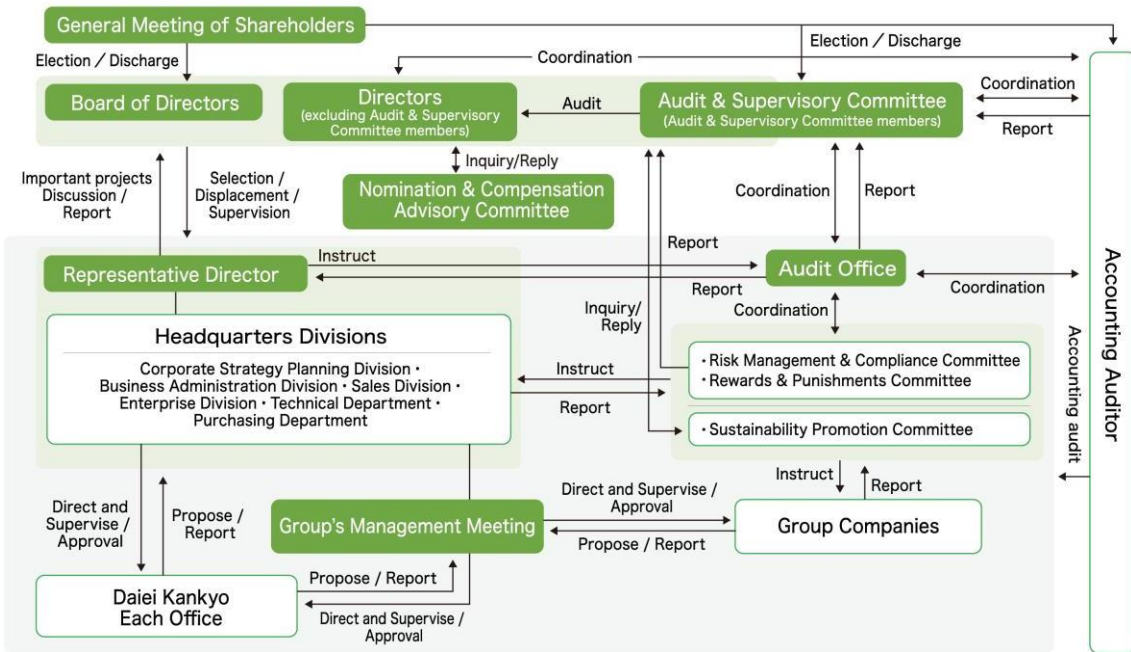 General Meeting of Shareholders
Election / Discharge
Election / Discharge
Coordination
Board of Directors
Directors
(excluding Audit & Supervisory
Committee members)
Audit
Audit & Supervisory Committee
(Audit & Supervisory Committee members)
Coordination
Report
Inquiry/Reply
Important projects
Discussion /
Report
Selection /
Displacement /
Supervision
Nomination & Compensation
Advisory Committee
Coordination
Report
Report
Representative Director
Instruct
Report
Audit Office
Coordination
Accounting Auditor
Inquiry/
Reply
Coordination
Headquarters Divisions
Corporate Strategy Planning Division・
Business Administration Division・Sales Division・
Enterprise Division・Technical Department・
Purchasing Department
Instruct
Report
・Risk Management & Compliance Committee
・Rewards & Punishments Committee
・Sustainability Promotion Committee
Accounting audit
Instruct
Report
Direct and
Supervise /
Approval
Propose /
Report
Group's Management Meeting
Direct and Supervise /
Approval
Propose / Report
Group Companies
Daiei Kankyo
Each Office
Propose / Report
Direct and Supervise /
Approval